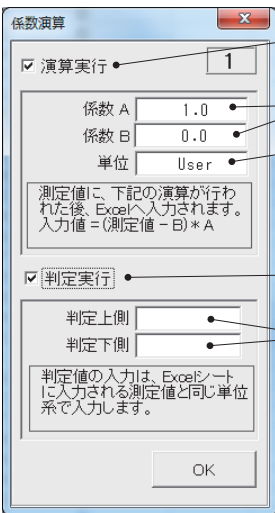 係数演算
演算実行
1
係数 A 1.0
係数 B 0.0
単位 User
測定値に、下記の演算が行わ
れた後、Excelへ入力されます。
入力値 =(測定値 - B)* A
判定実行
判定上側
判定下側
判定値の入力は、Excelシート
に入力される測定値と同じ単位
系で入力します。
OK